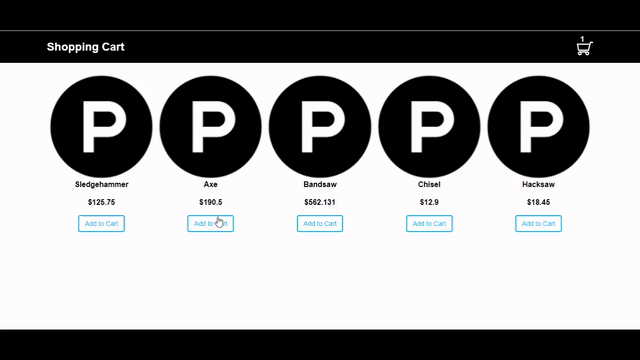 1
Shopping Cart
P P P P P
Sledgehammer Axe Bandsaw Chisel Hacksaw
$125.75 $190.5 $562.131 $12.9 $18.45
Add to Cart Add to Cart Add to Cart Add to Cart Add to Cart